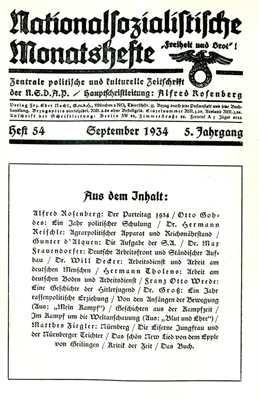 Nationalsozialistische
Monatshefte „Freiheit und Brot“!
Zentrale politische und kulturelle Zeitschrift
der N.S.D.A.P. / Hauptschriftleitung: Alfred Rosenberg
Heft 54 September 1934 5. Jahrgang
Aus dem Inhalt:
Alfred Rosenberg: Der Parteitag 1934 / Otto Goh-
des: Ein Jahr politischer Schulung / Dr. Hermann
Reischle: Agrarpolitischer Apparat und Reichsnährstand /
Gunter d'Alquen: Die Aufgabe der S.A. / Dr. Max
Frauendorfer: Deutsche Arbeitsfront und Ständischer Auf-
bau / Dr. Will Decker: Arbeitsdienst und Arbeit am
deutschen Menschen / Hermann Tholens: Arbeit am
deutschen Boden und Arbeitsdienst / Franz Otto Wrede:
Eine Geschichte der Hitlerjugend / Dr. Groß: Ein Jahr
rassenpolitischer Erziehung / Von den Anfängen der Bewegung
(Aus: „Mein Kampf“) / Geschichten aus der Kampfzeit /
Im Kampf um die Weltanschauung (Aus: „Blut und Ehre“) /
Matthes Ziegler: Nürnberg / Die Eiserne Jungfrau und
der Nürnberger Trichter / Das schön New Lied von dem Epple
von Geilingen / Kritik der Zeit / Das Buch.